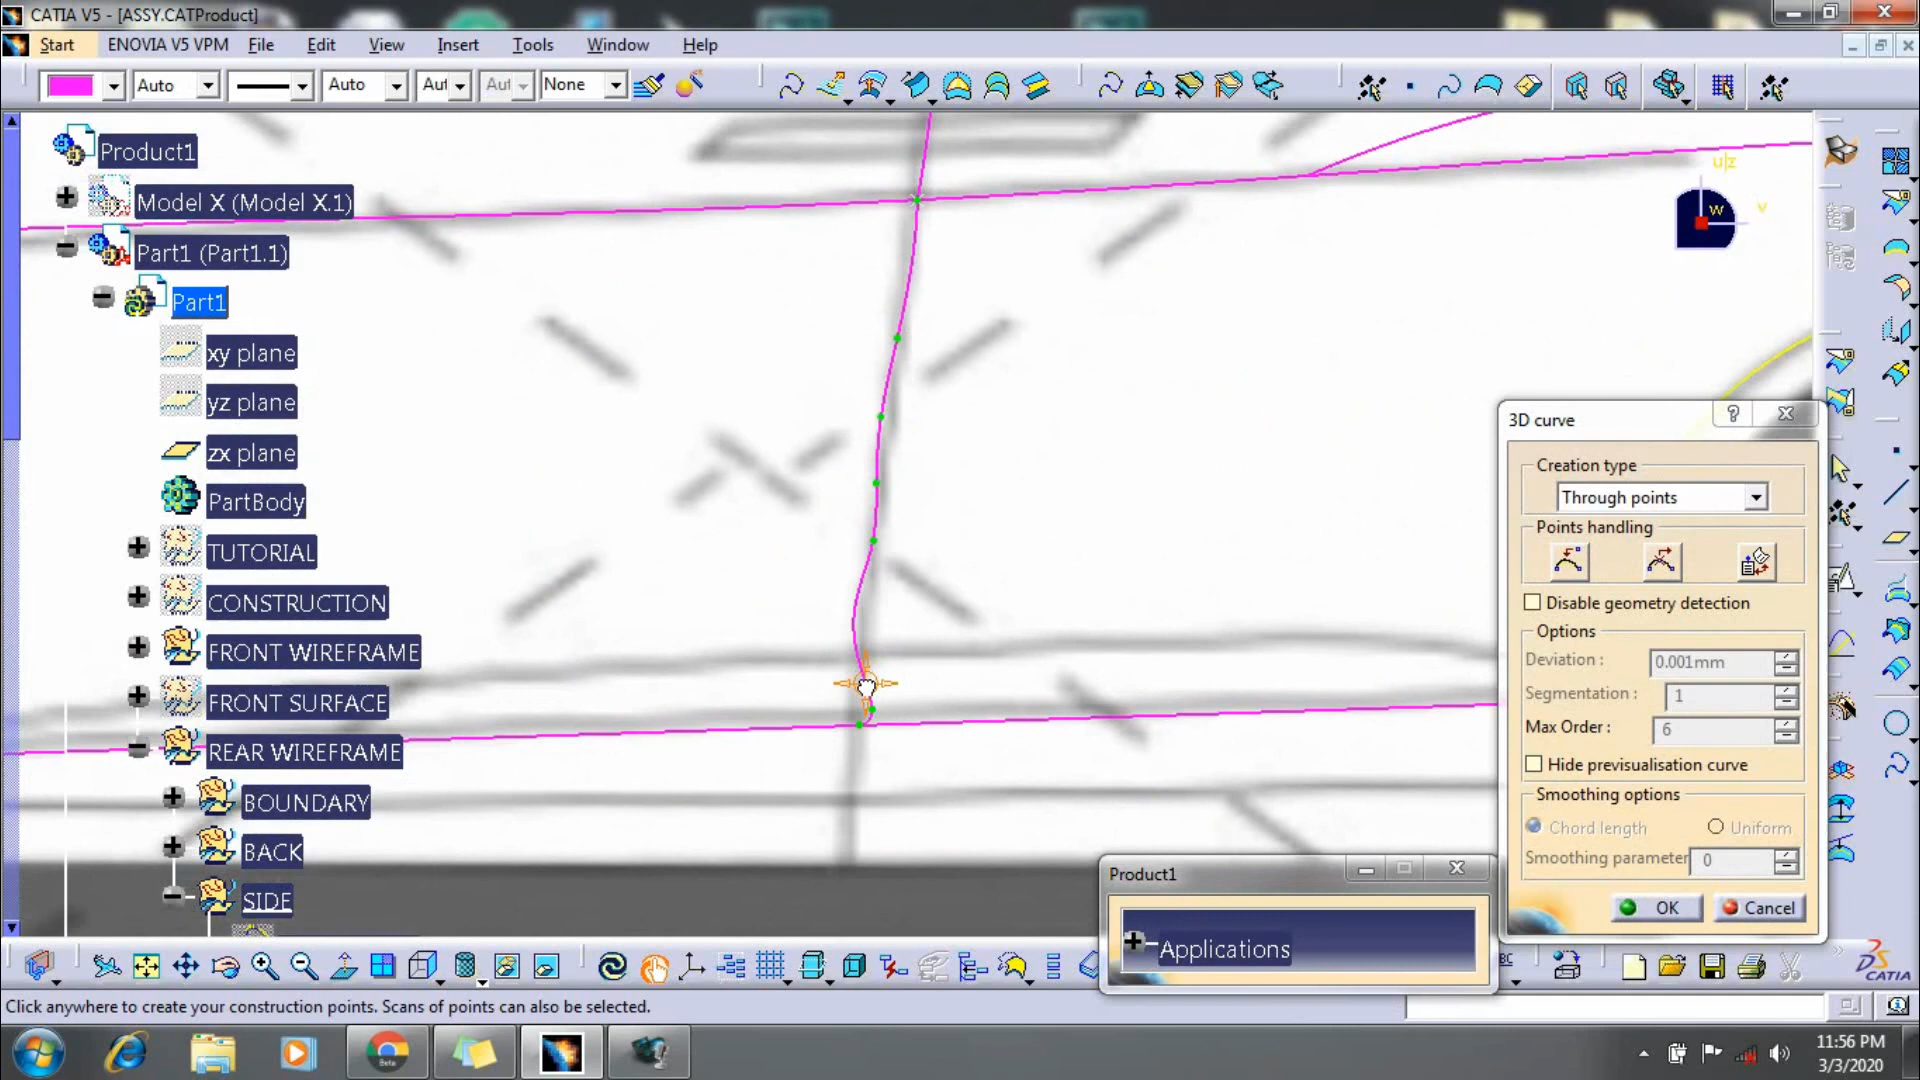 CATIA V5 - [ASSY.CATProduct]
Start ENOVIA V5 VPM File Edit View Insert Tools Window Help
Auto Auto Aut Aut None
Product1
Model X (Model X.1)
Part1 (Part1.1)
Part1
xy plane
yz plane
zx plane
PartBody
TUTORIAL
CONSTRUCTION
FRONT WIREFRAME
FRONT SURFACE
REAR WIREFRAME
BOUNDARY
BACK
SIDE
u|z
v
w
3D curve
Creation type
Through points
Points handling
Disable geometry detection
Options
Deviation : 0.001mm
Segmentation : 1
Max Order : 6
Hide previsualisation curve
Smoothing options
Chord length Uniform
Smoothing parameter 0
OK Cancel
Product1
Applications
CATIA
Click anywhere to create your construction points. Scans of points can also be selected.
Beta
11:56 PM
3/3/2020